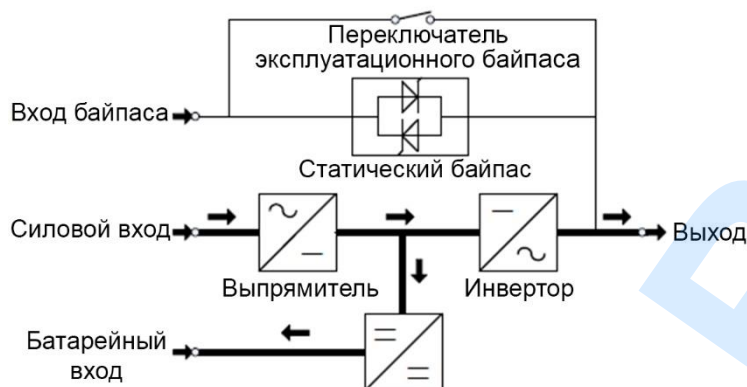 Переключатель
эксплуатационного байпаса
Вход байпаса
Статический байпас
Силовой вход
Выход
Выпрямитель
Инвертор
Батарейный
вход